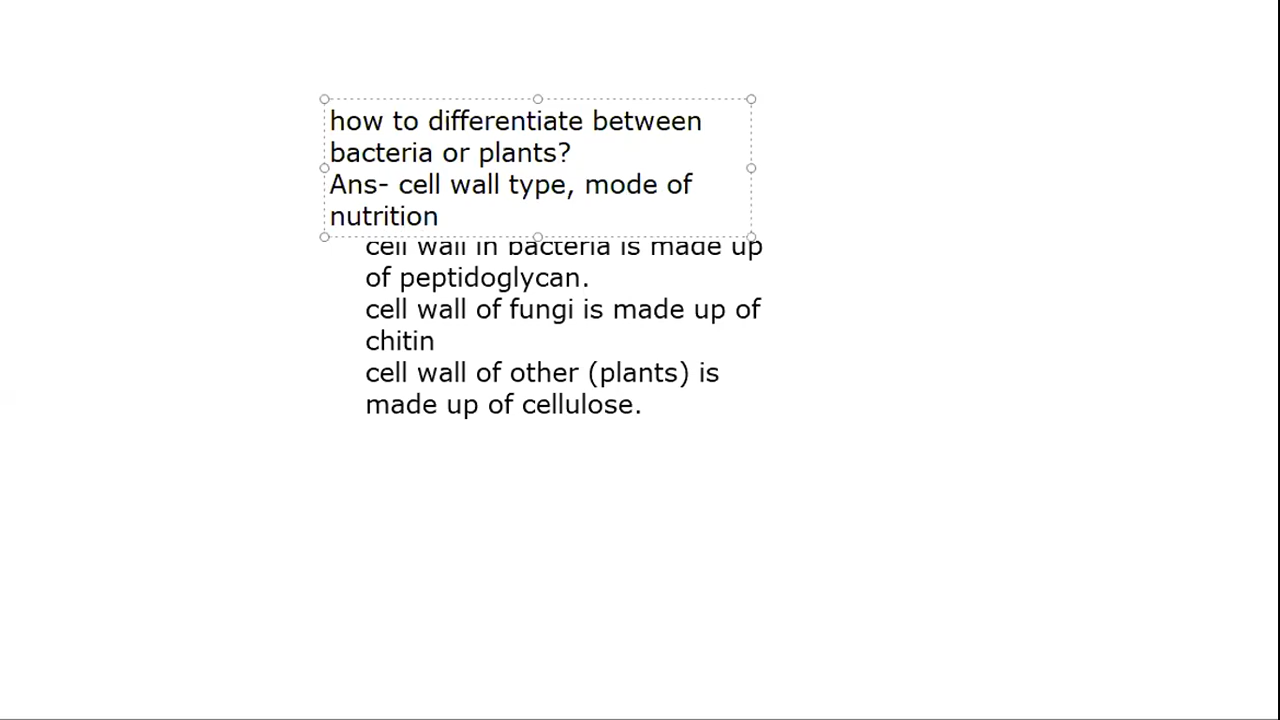 how to differentiate between
bacteria or plants?
Ans- cell wall type, mode of
nutrition
cell wall in bacteria is made up
of peptidoglycan.
cell wall of fungi is made up of
chitin
cell wall of other (plants) is
made up of cellulose.